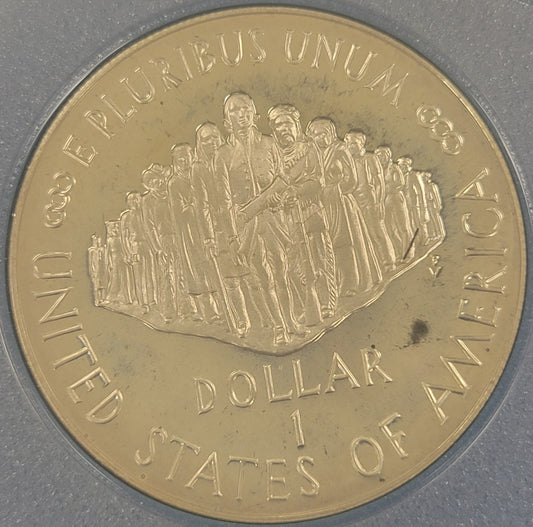 E PLURIBUS UNUM
DOLLAR
1
UNITED STATES OF AMERICA